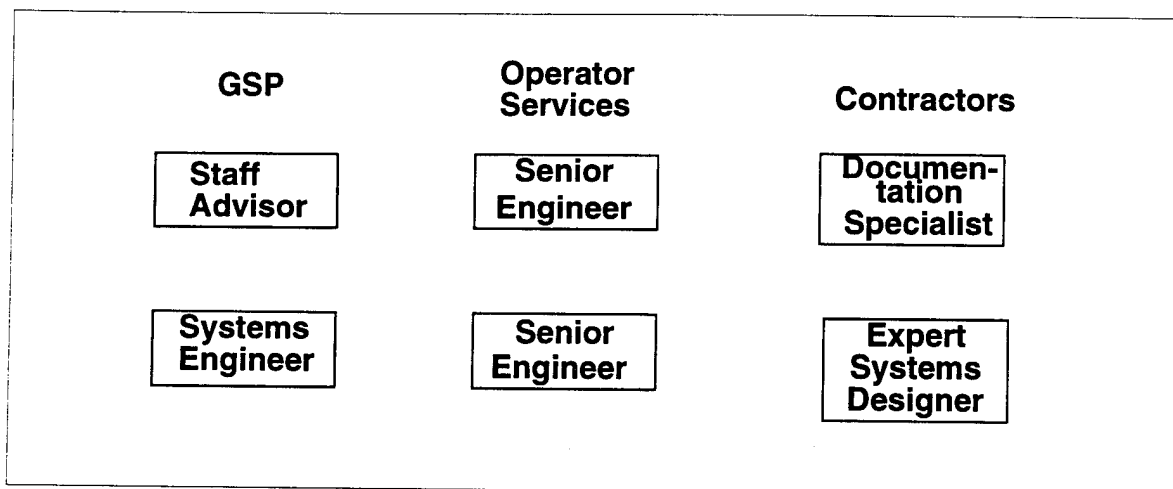 GSP
Operator
Services
Contractors
Staff
Advisor
Senior
Engineer
Documen-
tation
Specialist
Systems
Engineer
Senior
Engineer
Expert
Systems
Designer